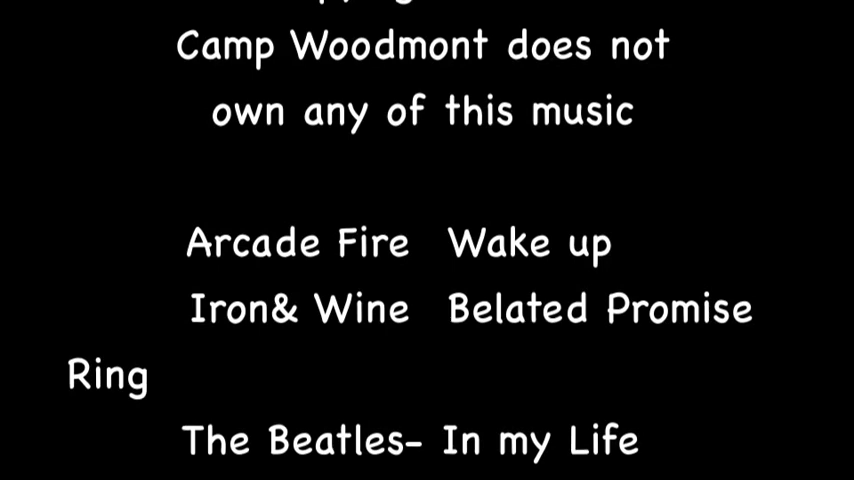 Camp Woodmont does not
own any of this music
Arcade Fire Wake up
Iron& Wine Belated Promise
Ring
The Beatles- In my Life